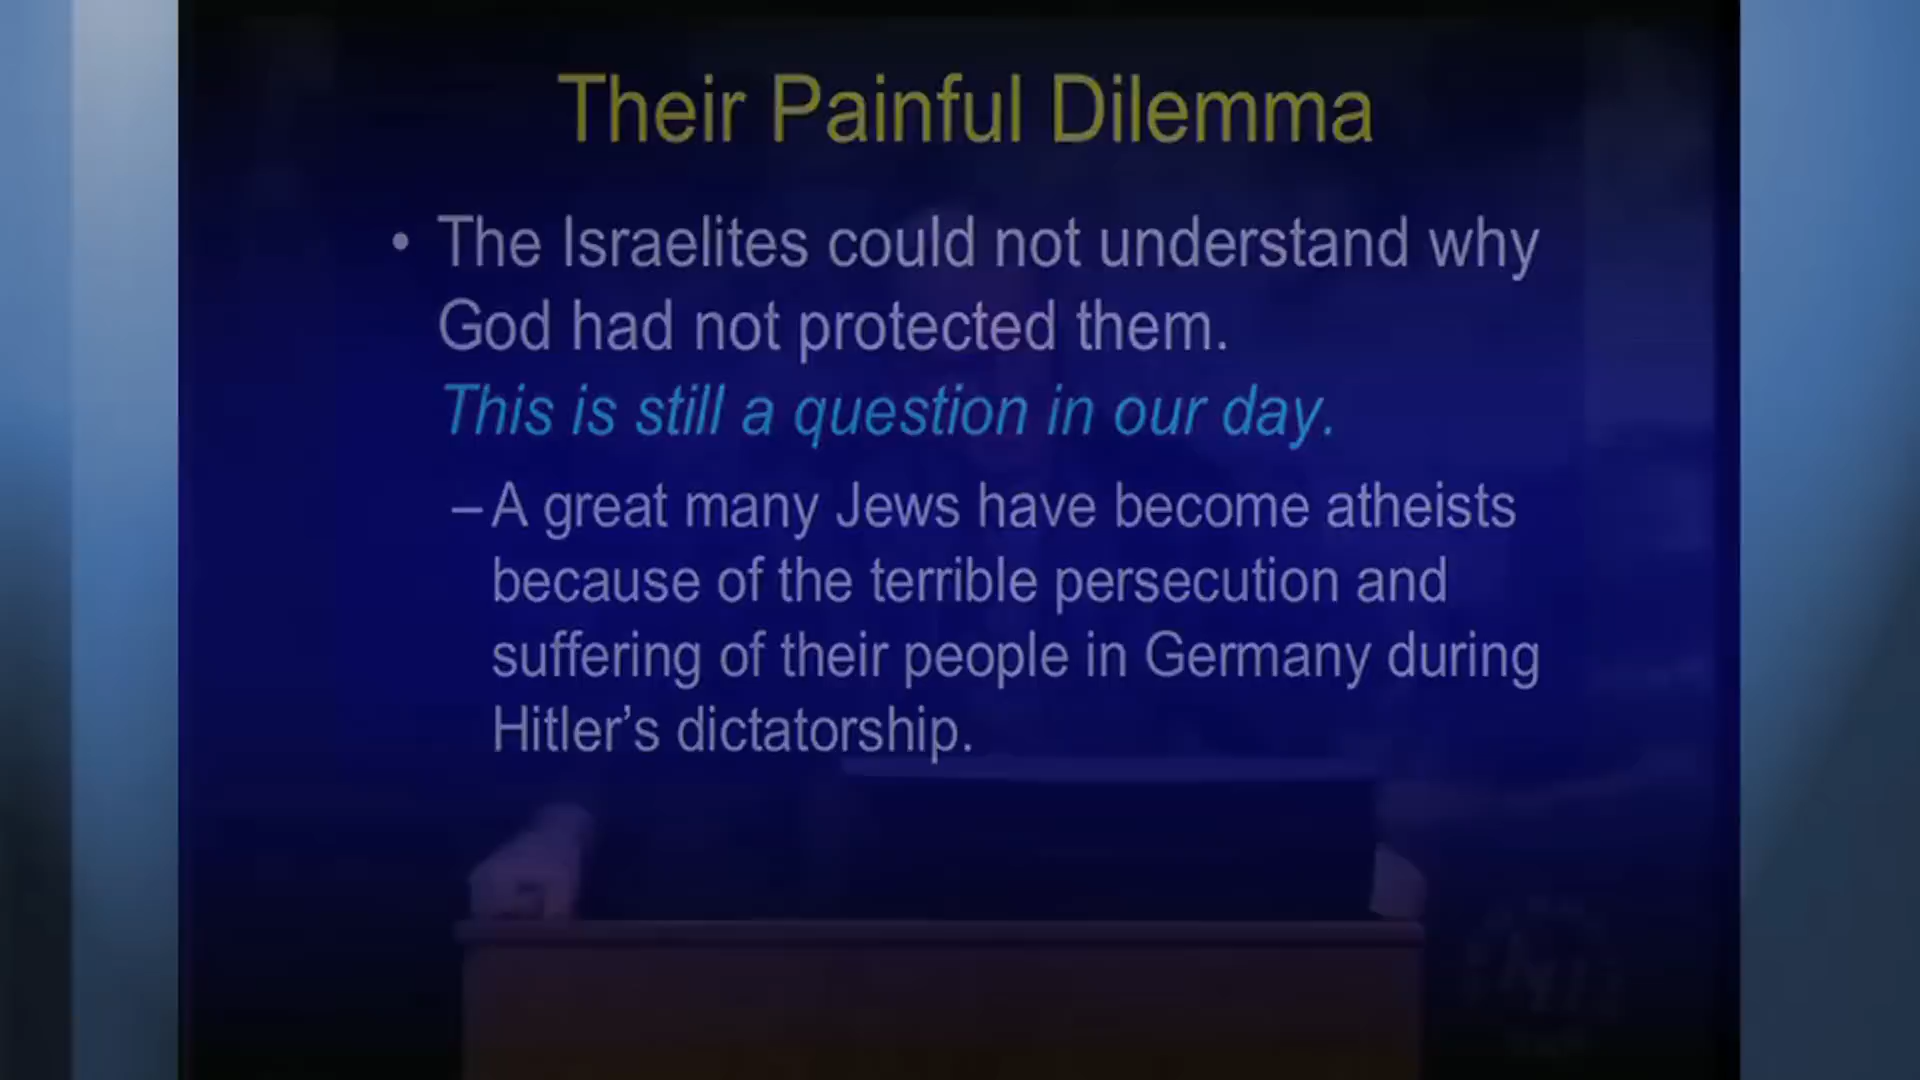 Their Painful Dilemma
• The Israelites could not understand why
God had not protected them.
This is still a question in our day.
– A great many Jews have become atheists
because of the terrible persecution and
suffering of their people in Germany during
Hitler’s dictatorship.